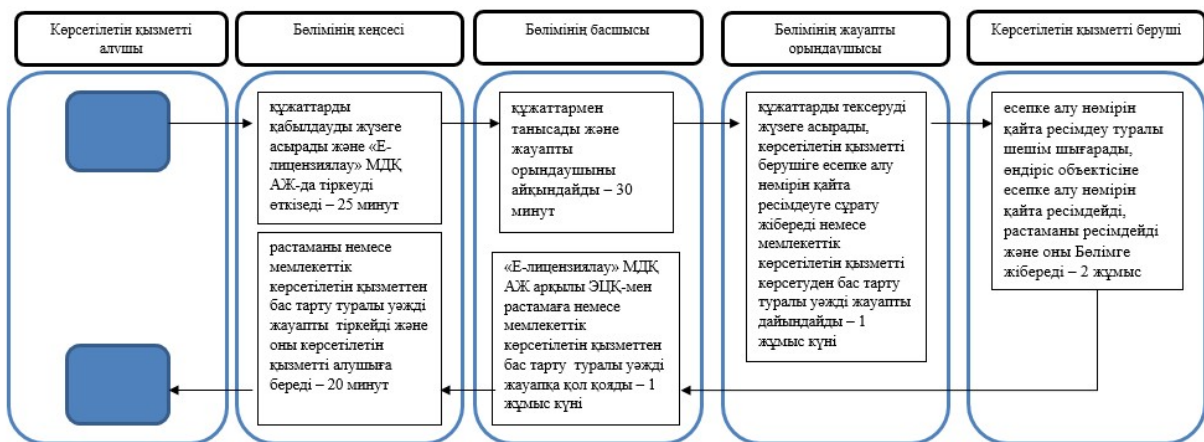 Көрсетілетін қызметті
алушы
Бөлімінің кеңсесі
Бөлімінің басшысы
Бөлімінің жауапты
орындаушысы
Көрсетілетін қызметті беруші
құжаттарды
қабылдауды жүзеге
асырады және «Е-
лицензиялау» МДҚ
АЖ-да тіркеуді
өткізеді – 25 минут
құжаттармен
танысады және
жауапты
орындаушыны
айқындайды – 30
минут
құжаттарды тексеруді
жүзеге асырады,
көрсетілетін қызметті
берушіге есепке алу
нөмірін қайта
ресімдеуге сұрату
жібереді немесе
мемлекеттік
көрсетілетін қызметті
көрсетуден бас тарту
туралы уәжді жауапты
дайындайды – 1
жұмыс күні
есепке алу нөмірін
қайта ресімдеу туралы
шешім шығарады,
өндіріс объектісіне
есепке алу нөмірін
қайта ресімдейді,
растаманы ресімдейді
және оны Бөлімге
жібереді – 2 жұмыс
«Е-лицензиялау» МДҚ
АЖ арқылы ЭЦҚ-мен
растамаға немесе
мемлекеттік
көрсетілетін қызметтен
бас тарту туралы уәжді
жауапқа қол қояды – 1
жұмыс күні
растаманы немесе
мемлекеттік
көрсетілетін қызметтен
бас тарту туралы уәжді
жауапты тіркейді және
оны көрсетілетін
қызметті алушыға
береді – 20 минут